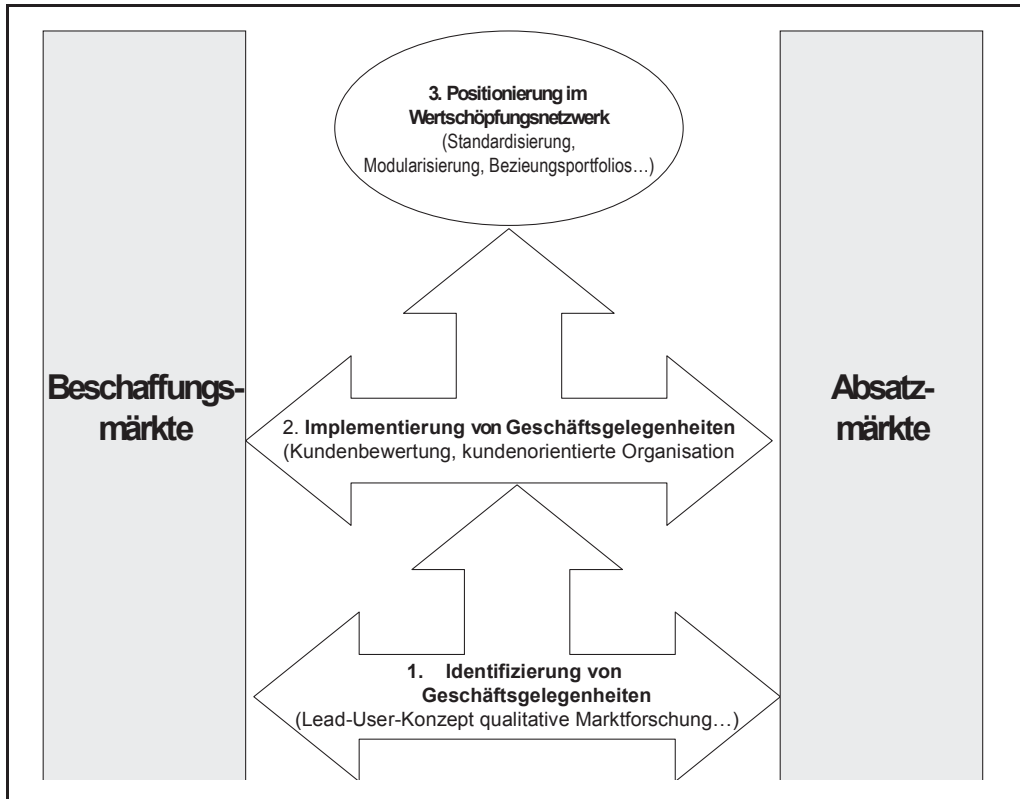 3. Positionierung im
Wertschöpfungsnetzwerk
(Standardisierung,
Modularisierung, Bezieungsportfolios…)
Beschaffungs-
märkte
Absatz-
märkte
2. Implementierung von Geschäftsgelegenheiten
(Kundenbewertung, kundenorientierte Organisation
1. Identifizierung von
Geschäftsgelegenheiten
(Lead-User-Konzept qualitative Marktforschung…)